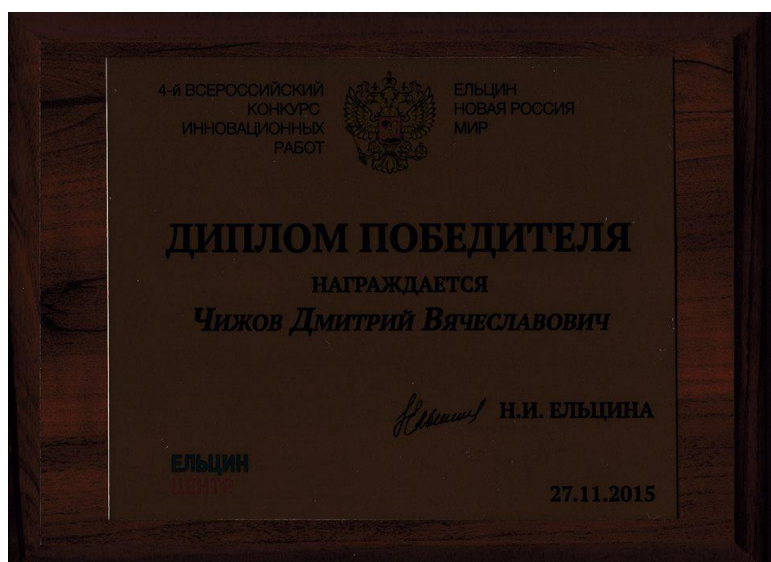 4-й ВСЕРОССИЙСКИЙ
КОНКУРС
ИННОВАЦИОННЫХ
РАБОТ
ЕЛЬЦИН
НОВАЯ РОССИЯ
МИР
ДИПЛОМ ПОБЕДИТЕЛЯ
НАГРАЖДАЕТСЯ
Чижов Дмитрий Вячеславович
Н.И. ЕЛЬЦИНА
ЕЛЬЦИН
ЦЕНТР
27.11.2015